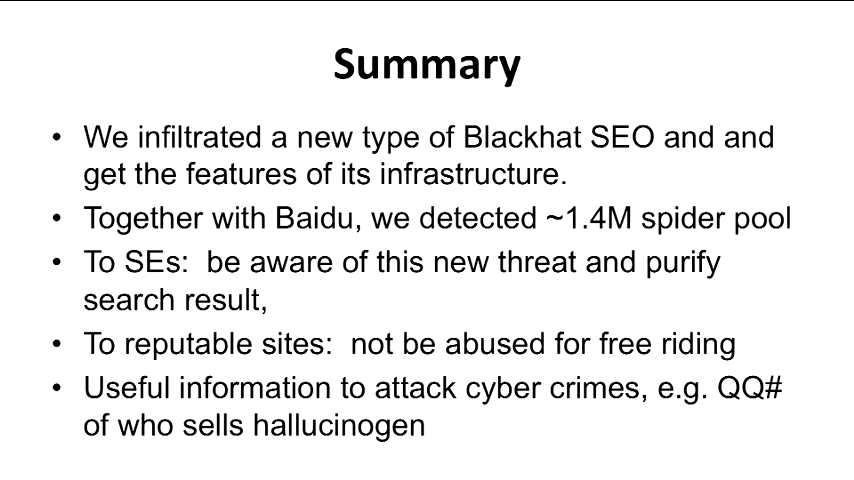 Summary
• We infiltrated a new type of Blackhat SEO and and
get the features of its infrastructure.
• Together with Baidu, we detected ~1.4M spider pool
• To SEs:  be aware of this new threat and purify
search result,
• To reputable sites:  not be abused for free riding
• Useful information to attack cyber crimes, e.g. QQ#
of who sells hallucinogen